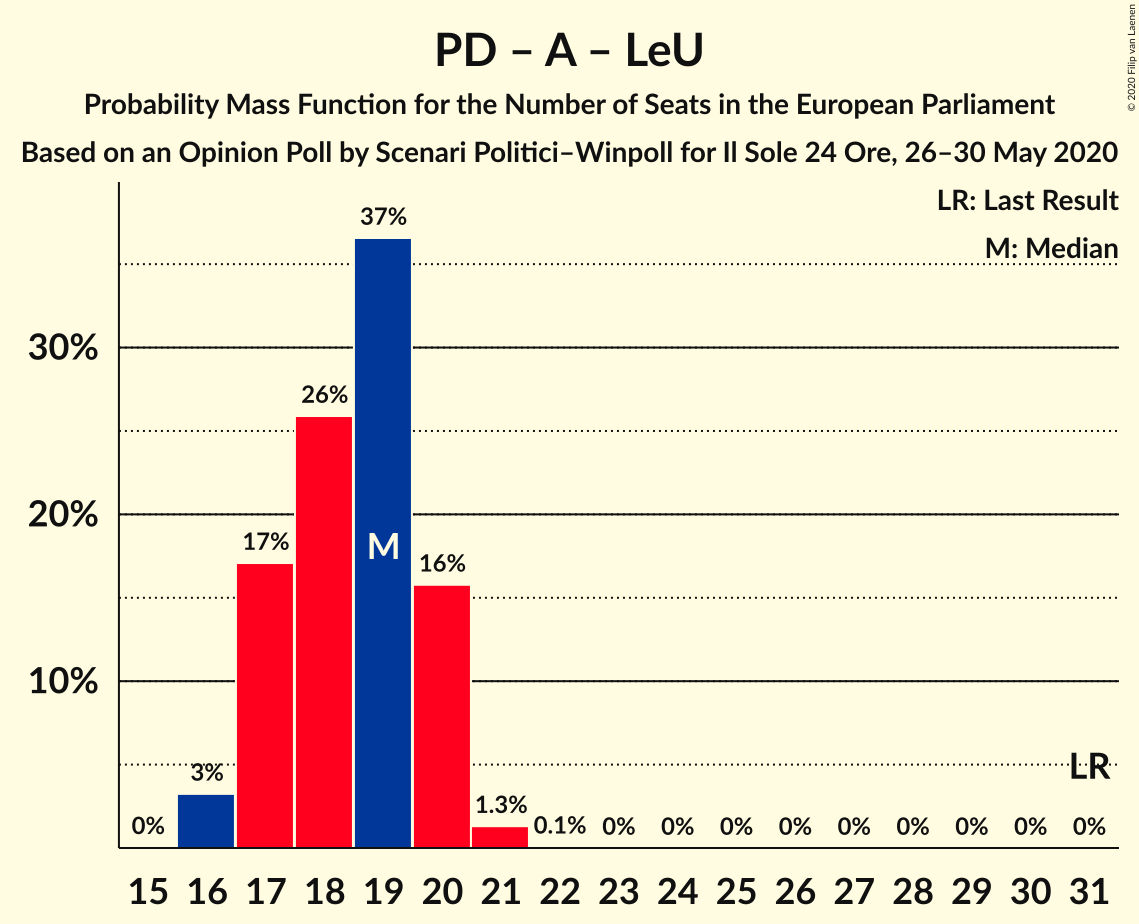 PD – A – LeU
Probability Mass Function for the Number of Seats in the European Parliament
Based on an Opinion Poll by Scenari Politici–Winpoll for Il Sole 24 Ore, 26–30 May 2020
© 2020 Filip van Laenen
LR: Last Result
M: Median
30%
20%
10%
0%
3%
17%
26%
37%
M
16%
1.3%
0.1%
0%
0%
0%
0%
0%
0%
0%
0%
0%
LR
15 16 17 18 19 20 21 22 23 24 25 26 27 28 29 30 31